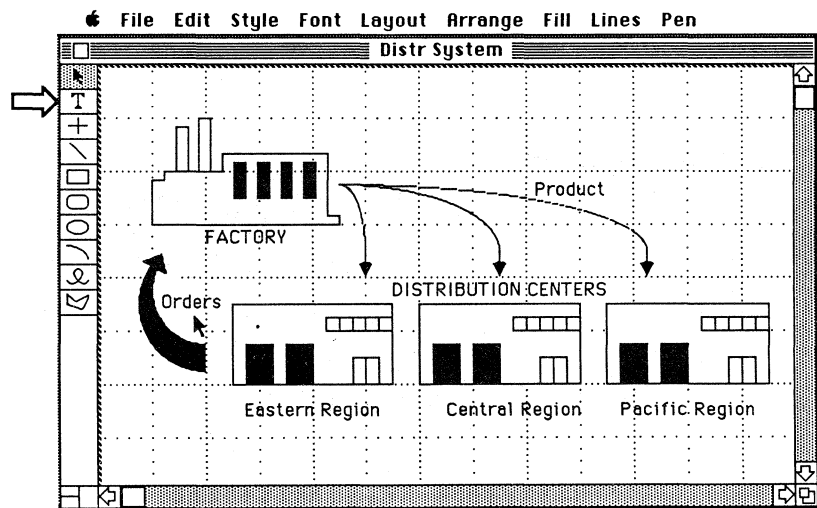 File Edit Style Font Layout Arrange Fill Lines Pen
Distr System
T
Product
FACTORY
Orders
DISTRIBUTION CENTERS
Eastern Region Central Region Pacific Region